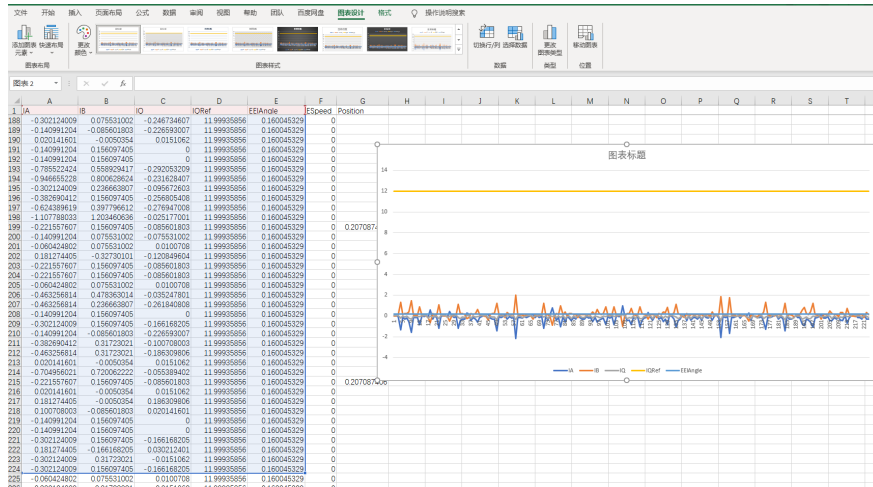 文件 开始 插入 页面布局 公式 数据 审阅 视图 帮助 团队 百度网盘 图表设计 格式 操作说明搜索
添加图表 快速布局 更改 切换行/列 选择数据 更改 移动图表
元素 颜色 图表类型
图表布局 图表样式 数据 类型 位置
图表 2 fx
A B C D E F G H I J K L M N O P Q R S T
1 IA IB IQ IQRef EElAngle ESpeed Position
188 -0.302124009 0.075531002 -0.246734607 11.99935856 0.160045329 0
189 -0.140991204 -0.085601803 -0.226593007 11.99935856 0.160045329 0
190 0.020141601 -0.0050354 0.0151062 11.99935856 0.160045329 0
191 -0.140991204 0.156097405 0 11.99935856 0.160045329 0
192 -0.140991204 0.156097405 0 11.99935856 0.160045329 0
193 -0.785522424 0.558929417 -0.292053209 11.99935856 0.160045329 0
194 -0.946655228 0.800628624 -0.231628407 11.99935856 0.160045329 0
195 -0.302124009 0.236663807 -0.095672603 11.99935856 0.160045329 0
196 -0.382690412 0.156097405 -0.256805408 11.99935856 0.160045329 0
197 -0.624389619 0.397796612 -0.276947008 11.99935856 0.160045329 0
198 -1.107788033 1.203460636 -0.025177001 11.99935856 0.160045329 0
199 -0.221557607 0.156097405 -0.085601803 11.99935856 0.160045329 0 0.207087
200 -0.140991204 0.075531002 -0.075531002 11.99935856 0.160045329 0
201 -0.060424802 0.075531002 0.0100708 11.99935856 0.160045329 0
202 0.181274405 -0.32730101 -0.120849604 11.99935856 0.160045329 0
203 -0.221557607 0.156097405 -0.085601803 11.99935856 0.160045329 0
204 -0.221557607 0.156097405 -0.085601803 11.99935856 0.160045329 0
205 -0.060424802 0.075531002 0.0100708 11.99935856 0.160045329 0
206 -0.463256814 0.478363014 -0.035247801 11.99935856 0.160045329 0
207 -0.463256814 0.236663807 -0.261840808 11.99935856 0.160045329 0
208 -0.140991204 0.156097405 0 11.99935856 0.160045329 0
209 -0.302124009 0.156097405 -0.166168205 11.99935856 0.160045329 0
210 -0.140991204 -0.085601803 -0.226593007 11.99935856 0.160045329 0
211 -0.382690412 0.31723021 -0.100708003 11.99935856 0.160045329 0
212 -0.463256814 0.31723021 -0.186309806 11.99935856 0.160045329 0
213 0.020141601 -0.0050354 0.0151062 11.99935856 0.160045329 0
214 -0.704956021 0.720062222 -0.055389402 11.99935856 0.160045329 0
215 -0.221557607 0.156097405 -0.085601803 11.99935856 0.160045329 0
216 0.020141601 -0.0050354 0.0151062 11.99935856 0.160045329 0
217 0.181274405 -0.0050354 0.186309806 11.99935856 0.160045329 0
218 0.100708003 -0.085601803 0.020141601 11.99935856 0.160045329 0
219 -0.140991204 0.156097405 0 11.99935856 0.160045329 0
220 -0.140991204 0.156097405 0 11.99935856 0.160045329 0
221 -0.302124009 0.156097405 -0.166168205 11.99935856 0.160045329 0
222 0.181274405 -0.166168205 0.030212401 11.99935856 0.160045329 0
223 -0.302124009 0.31723021 -0.0151062 11.99935856 0.160045329 0
224 -0.302124009 0.156097405 -0.166168205 11.99935856 0.160045329 0
225 -0.060424802 0.075531002 0.0100708 11.99935856 0.160045329 0
图表标题
14
12
10
8
6
4
2
0
-2
-4
IA IB IQ IQRef EElAngle